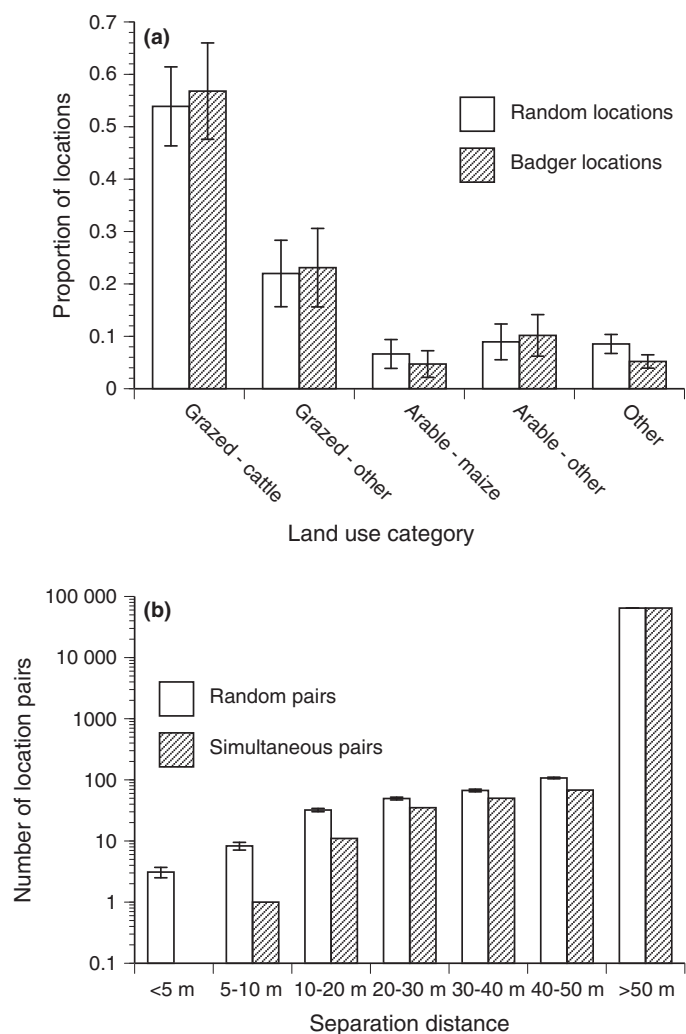 (a)
0.7
0.6
0.5
0.4
0.3
0.2
0.1
0
Proportion of locations
Random locations
Badger locations
Grazed - cattle
Grazed - other
Arable - maize
Arable - other
Other
Land use category
(b)
100 000
10 000
1000
100
10
1
0.1
Number of location pairs
Random pairs
Simultaneous pairs
<5 m 5-10 m 10-20 m 20-30 m 30-40 m 40-50 m >50 m
Separation distance